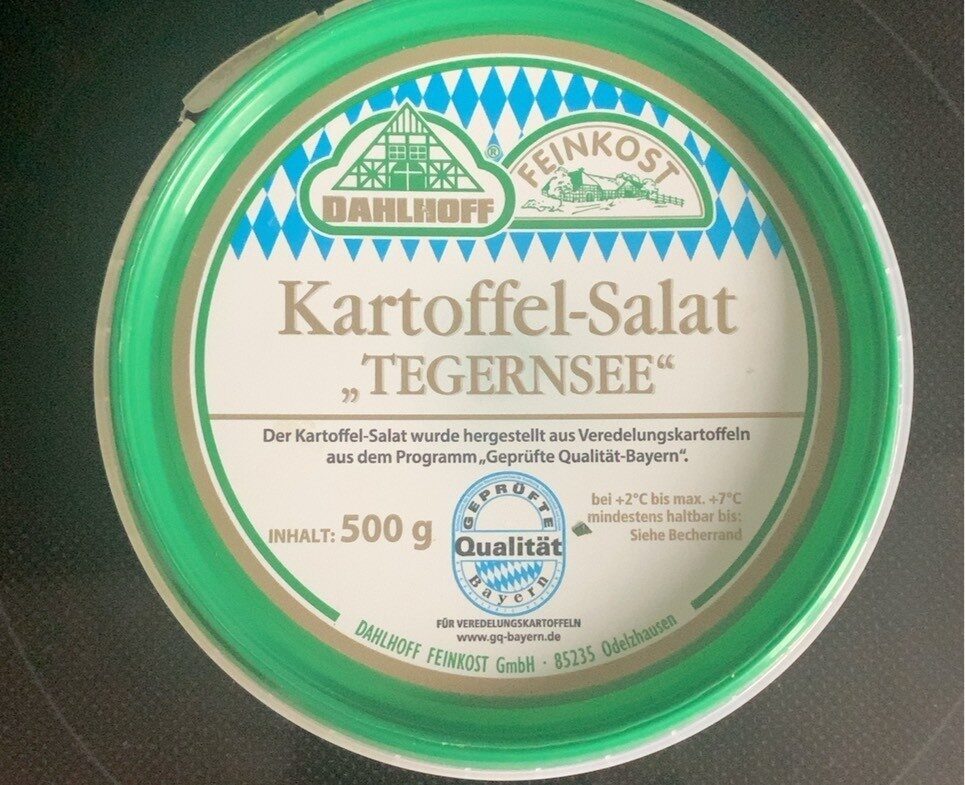 DAHLHOFF
®
FEINKOST
Kartoffel-Salat
„TEGERNSEE“
Der Kartoffel-Salat wurde hergestellt aus Veredelungskartoffeln
aus dem Programm „Geprüfte Qualität-Bayern“.
INHALT: 500 g
GEPRÜFTE
Qualität
Bayern
bei +2°C bis max. +7°C
mindestens haltbar bis:
Siehe Becherrand
FÜR VEREDELUNGSKARTOFFELN
www.gq-bayern.de
DAHLHOFF FEINKOST GmbH · 85235 Odelzhausen